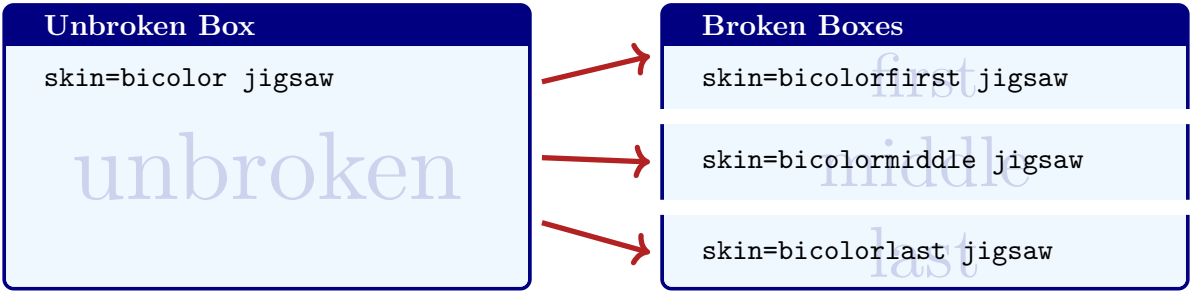 Unbroken Box
skin=bicolor jigsaw
unbroken
Broken Boxes
first
skin=bicolorfirst jigsaw
middle
skin=bicolormiddle jigsaw
last
skin=bicolorlast jigsaw